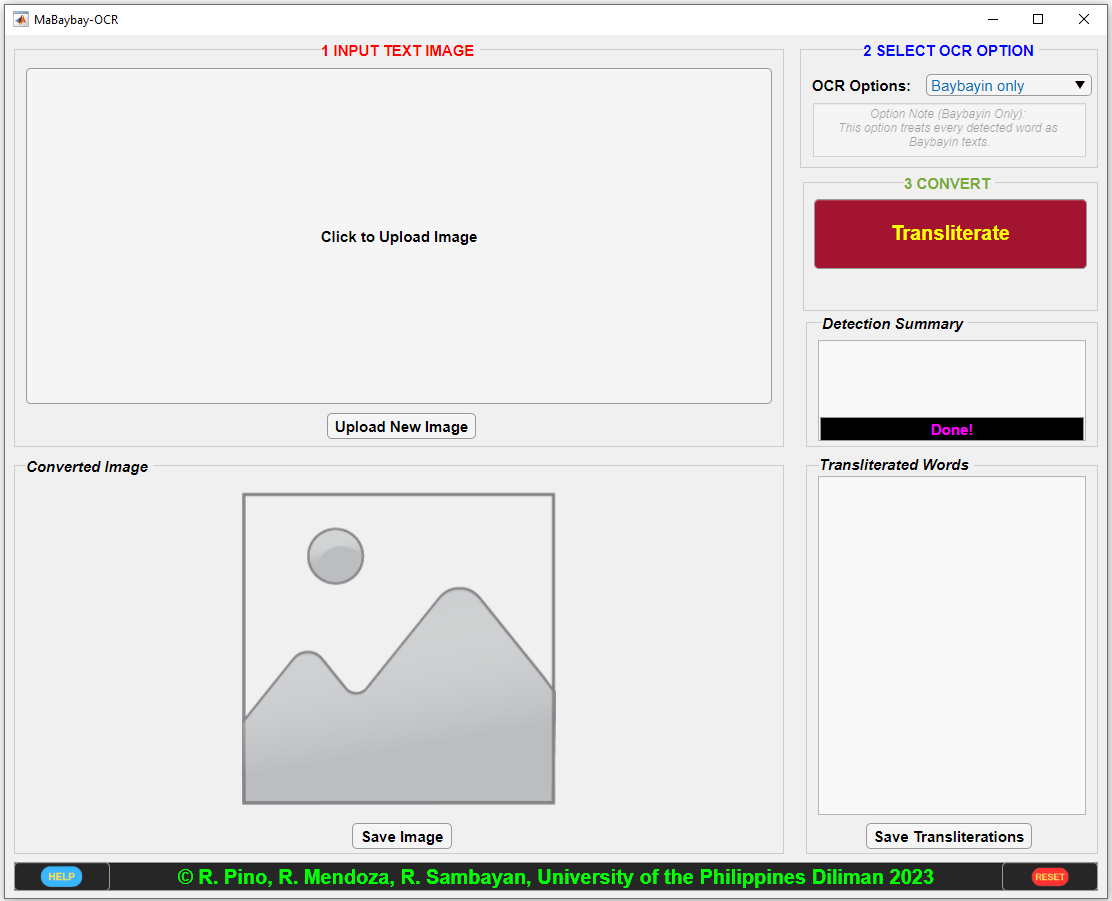 MaBaybay-OCR
1 INPUT TEXT IMAGE
Click to Upload Image
Upload New Image
2 SELECT OCR OPTION
OCR Options: Baybayin only
Option Note (Baybayin Only):
This option treats every detected word as
Baybayin texts.
3 CONVERT
Transliterate
Detection Summary
Done!
Converted Image
Save Image
Transliterated Words
Save Transliterations
HELP
© R. Pino, R. Mendoza, R. Sambayan, University of the Philippines Diliman 2023
RESET